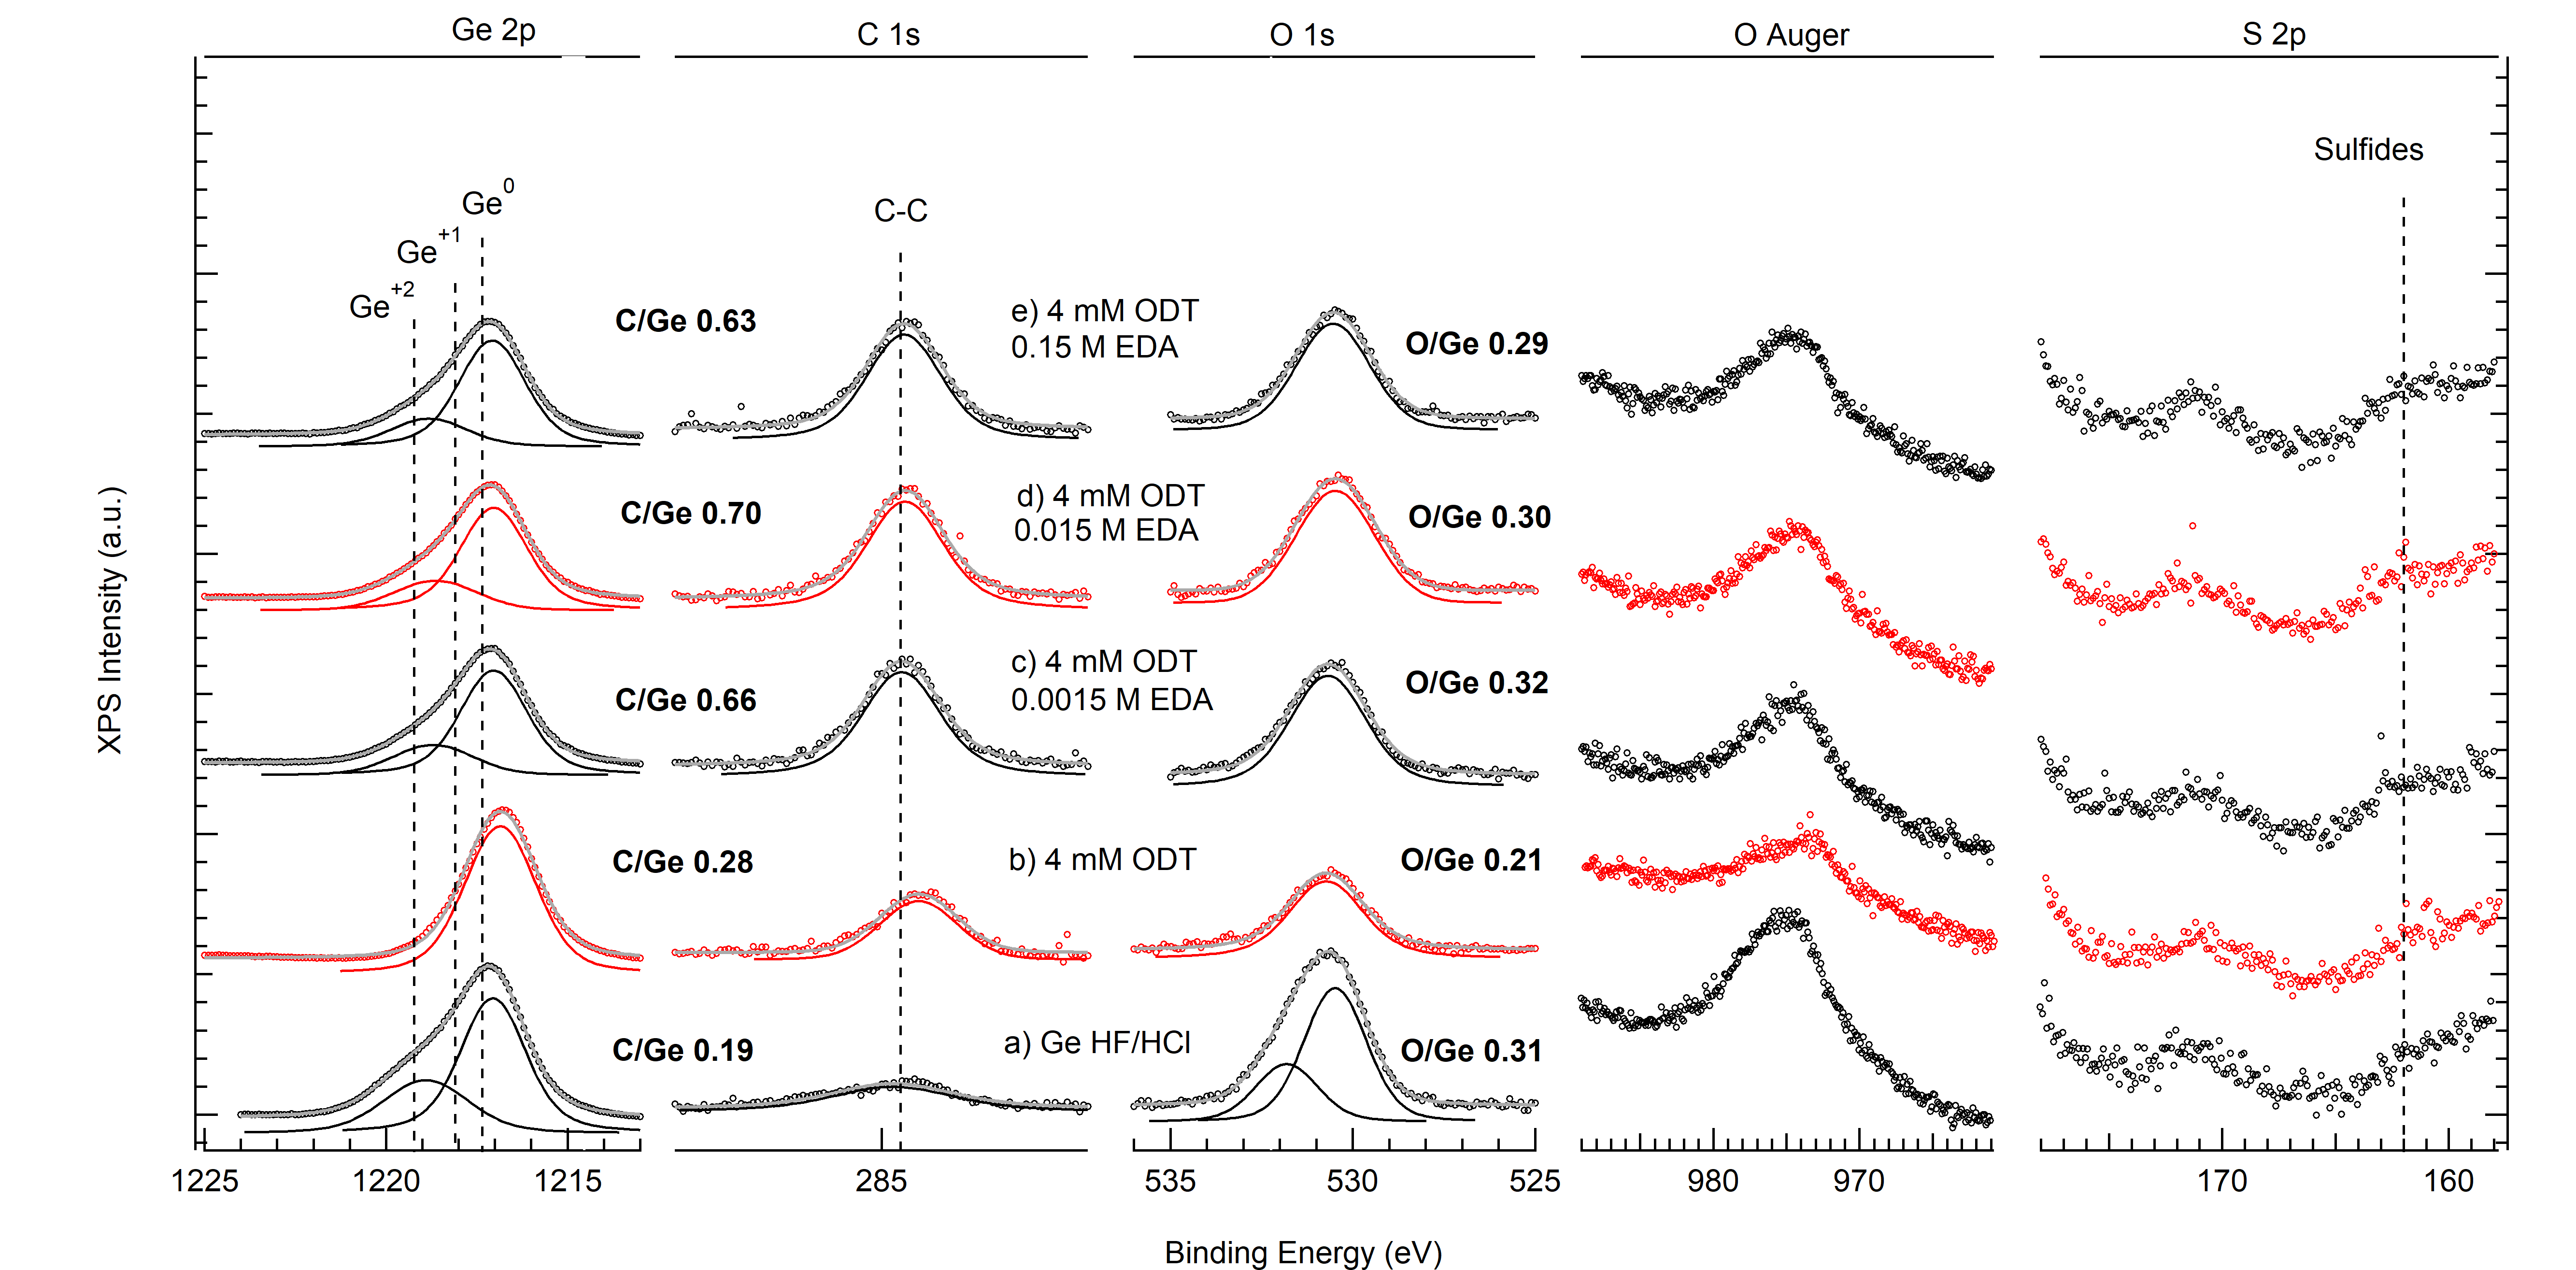 Ge 2p
C 1s
O 1s
O Auger
S 2p
Sulfides
Ge0
C-C
Ge+1
Ge+2
C/Ge 0.63
e) 4 mM ODT
0.15 M EDA
O/Ge 0.29
C/Ge 0.70
d) 4 mM ODT
0.015 M EDA
O/Ge 0.30
C/Ge 0.66
c) 4 mM ODT
0.0015 M EDA
O/Ge 0.32
C/Ge 0.28
b) 4 mM ODT
O/Ge 0.21
C/Ge 0.19
a) Ge HF/HCl
O/Ge 0.31
XPS Intensity (a.u.)
1225 1220 1215 285 535 530 525 980 970 170 160
Binding Energy (eV)